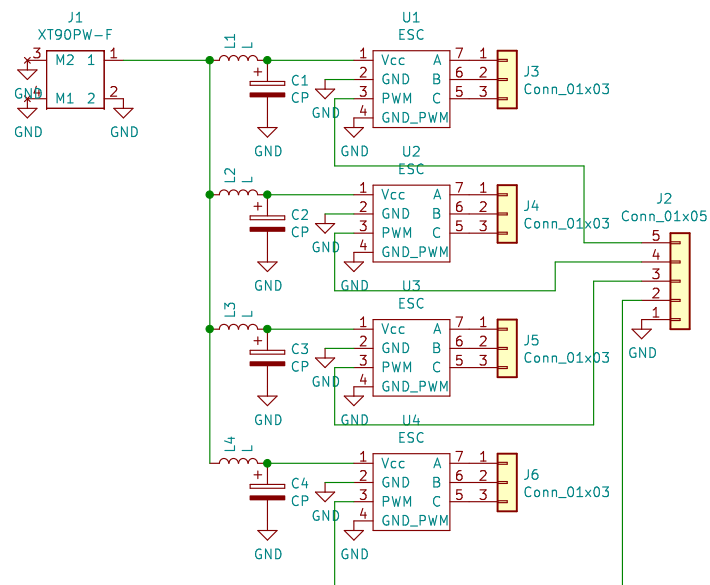 J1
XT90PW-F
3 M2 1 1
GND
4 M1 2 2
GND GND
L1
L
C1
CP
GND
U1
ESC
1 Vcc A 7 1
2 GND B 6 2
3 PWM C 5 3
4 GND_PWM
GND
GND
J3
Conn_01x03
L2
L
C2
CP
GND
U2
ESC
1 Vcc A 7 1
2 GND B 6 2
3 PWM C 5 3
4 GND_PWM
GND
GND
J4
Conn_01x03
J2
Conn_01x05
5
4
3
2
1
GND
L3
L
C3
CP
GND
U3
ESC
1 Vcc A 7 1
2 GND B 6 2
3 PWM C 5 3
4 GND_PWM
GND
GND
J5
Conn_01x03
L4
L
C4
CP
GND
U4
ESC
1 Vcc A 7 1
2 GND B 6 2
3 PWM C 5 3
4 GND_PWM
GND
GND
J6
Conn_01x03